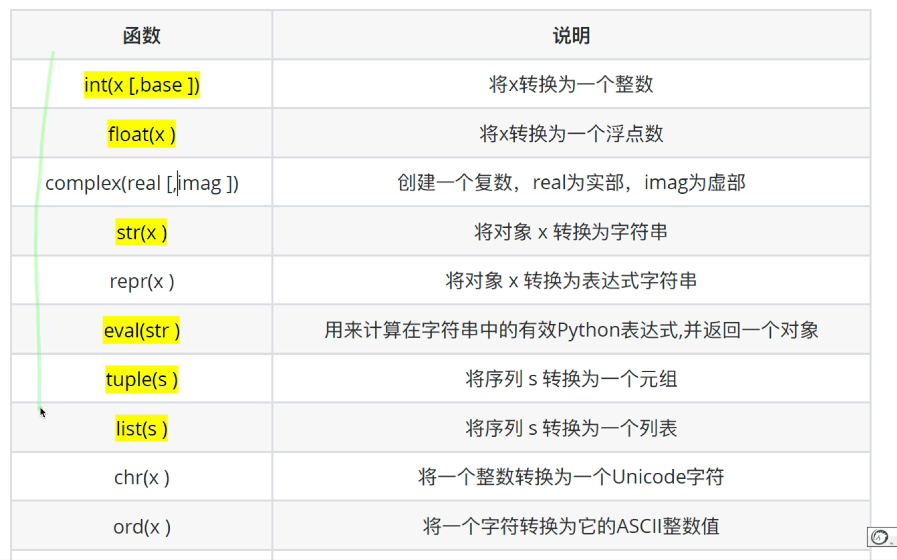 函数 说明
int(x [,base ]) 将x转换为一个整数
float(x ) 将x转换为一个浮点数
complex(real [,imag ]) 创建一个复数，real为实部，imag为虚部
str(x ) 将对象 x 转换为字符串
repr(x ) 将对象 x 转换为表达式字符串
eval(str ) 用来计算在字符串中的有效Python表达式,并返回一个对象
tuple(s ) 将序列 s 转换为一个元组
list(s ) 将序列 s 转换为一个列表
chr(x ) 将一个整数转换为一个Unicode字符
ord(x ) 将一个字符转换为它的ASCII整数值